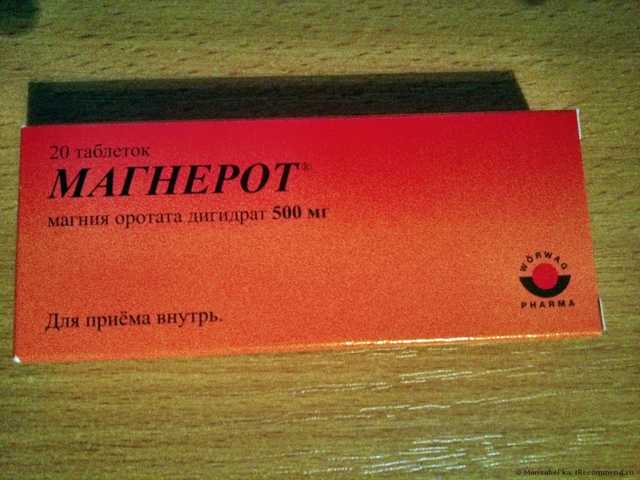 20 таблеток
МАГНЕРОТ®
магния оротата дигидрат 500 мг
WÖRWAG
PHARMA
Для приёма внутрь.